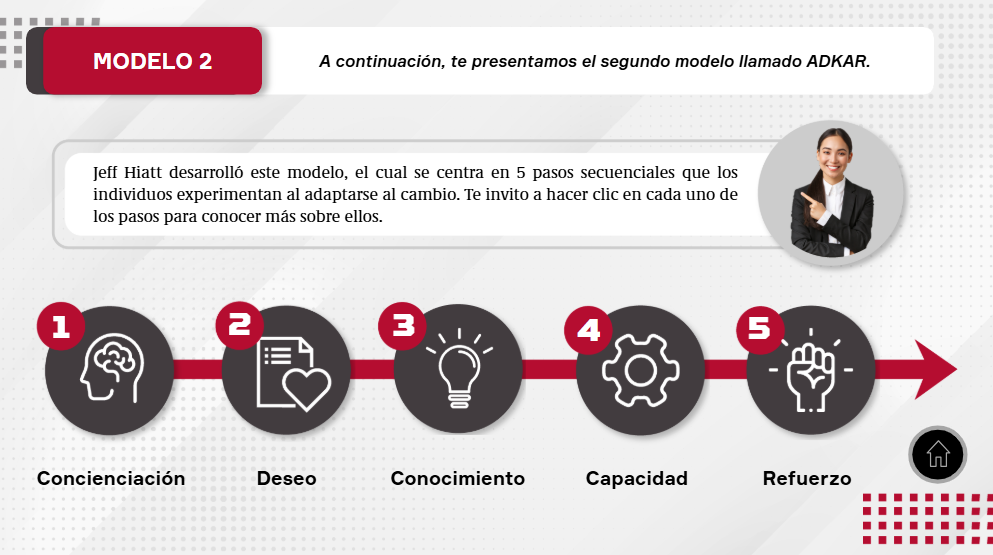 MODELO 2
A continuación, te presentamos el segundo modelo llamado ADKAR.
Jeff Hiatt desarrolló este modelo, el cual se centra en 5 pasos secuenciales que los
individuos experimentan al adaptarse al cambio. Te invito a hacer clic en cada uno de
los pasos para conocer más sobre ellos.
1
2
3
4
5
Concienciación
Deseo
Conocimiento
Capacidad
Refuerzo